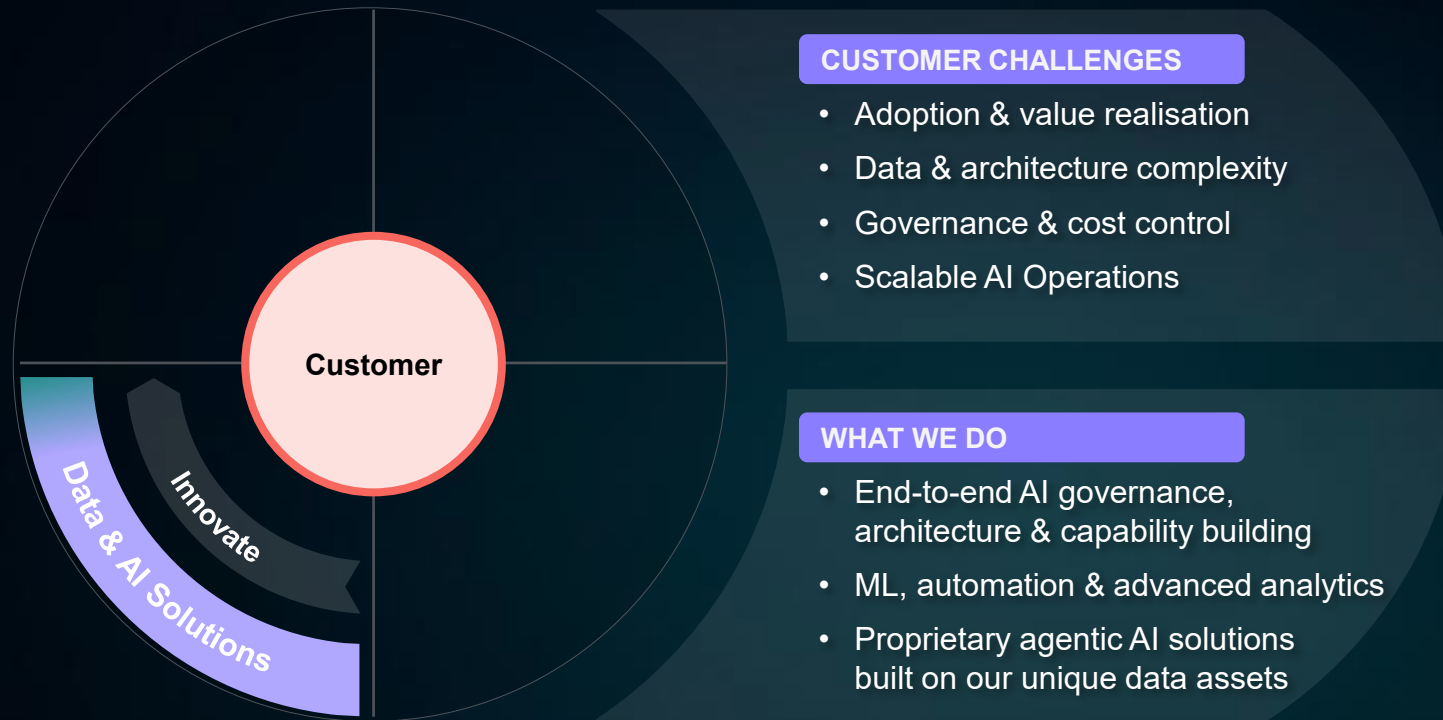 Customer
Innovate
Data & AI Solutions
CUSTOMER CHALLENGES
• Adoption & value realisation
• Data & architecture complexity
• Governance & cost control
• Scalable AI Operations
WHAT WE DO
• End-to-end AI governance,
architecture & capability building
• ML, automation & advanced analytics
• Proprietary agentic AI solutions
built on our unique data assets